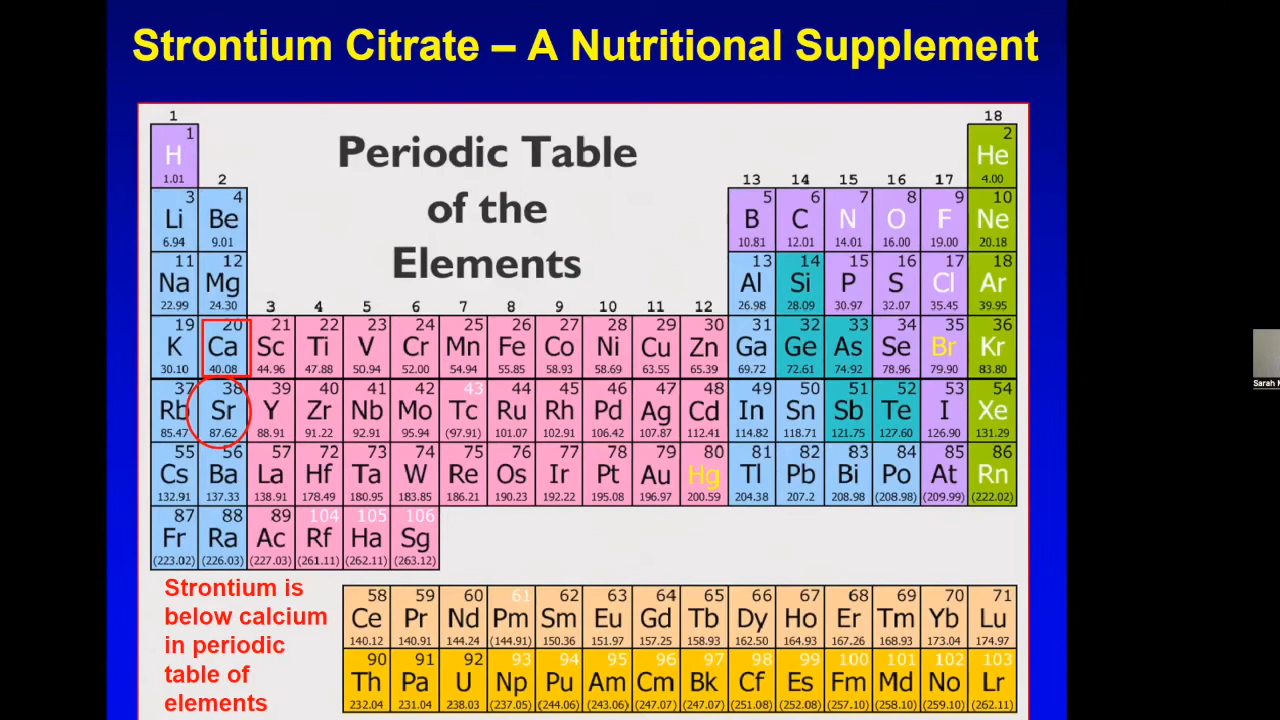 Strontium Citrate – A Nutritional Supplement
1 18
1 2
H Periodic Table He
1.01 2 13 14 15 16 17 4.00
3 4 5 6 7 8 9 10
Li Be of the B C N O F Ne
6.94 9.01 10.81 12.01 14.01 16.00 19.00 20.18
11 12 13 14 15 16 17 18
Na Mg Elements Al Si P S Cl Ar
22.99 24.30 3 4 5 6 7 8 9 10 11 12 26.98 28.09 30.97 32.07 35.45 39.95
19 20 21 22 23 24 25 26 27 28 29 30 31 32 33 34 35 36
K Ca Sc Ti V Cr Mn Fe Co Ni Cu Zn Ga Ge As Se Br Kr
30.10 40.08 44.96 47.88 50.94 52.00 54.94 55.85 58.93 58.69 63.55 65.39 69.72 72.61 74.92 78.96 79.90 83.80
37 38 39 40 41 42 43 44 45 46 47 48 49 50 51 52 53 54
Rb Sr Y Zr Nb Mo Tc Ru Rh Pd Ag Cd In Sn Sb Te I Xe
85.47 87.62 88.91 91.22 92.91 95.94 (97.91) 101.07 102.91 106.42 107.87 112.41 114.82 118.71 121.75 127.60 126.90 131.29
55 56 57 72 73 74 75 76 77 78 79 80 81 82 83 84 85 86
Cs Ba La Hf Ta W Re Os Ir Pt Au Hg Tl Pb Bi Po At Rn
132.91 137.33 138.91 178.49 180.95 183.85 186.21 190.23 192.22 195.08 196.97 200.59 204.38 207.2 208.98 (208.98) (209.99) (222.02)
87 88 89 104 105 106
Fr Ra Ac Rf Ha Sg
(223.02) (226.03) (227.03) (261.11) (262.11) (263.12)
Strontium is
below calcium
in periodic
table of
elements
58 59 60 61 62 63 64 65 66 67 68 69 70 71
Ce Pr Nd Pm Sm Eu Gd Tb Dy Ho Er Tm Yb Lu
140.12 140.91 144.24 (144.91) 150.36 151.97 157.25 158.93 162.50 164.93 167.26 168.93 173.04 174.97
90 91 92 93 94 95 96 97 98 99 100 101 102 103
Th Pa U Np Pu Am Cm Bk Cf Es Fm Md No Lr
232.04 231.04 238.03 (237.05) (244.06) (243.06) (247.07) (247.07) (251.08) (252.08) (257.10) (258.10) (259.10) (262.11)
Sarah